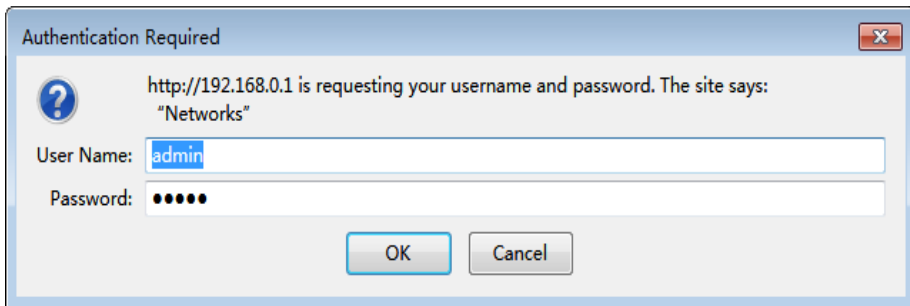 Authentication Required
http://192.168.0.1 is requesting your username and password. The site says:
“Networks”
User Name: admin
Password: •••••
OK Cancel